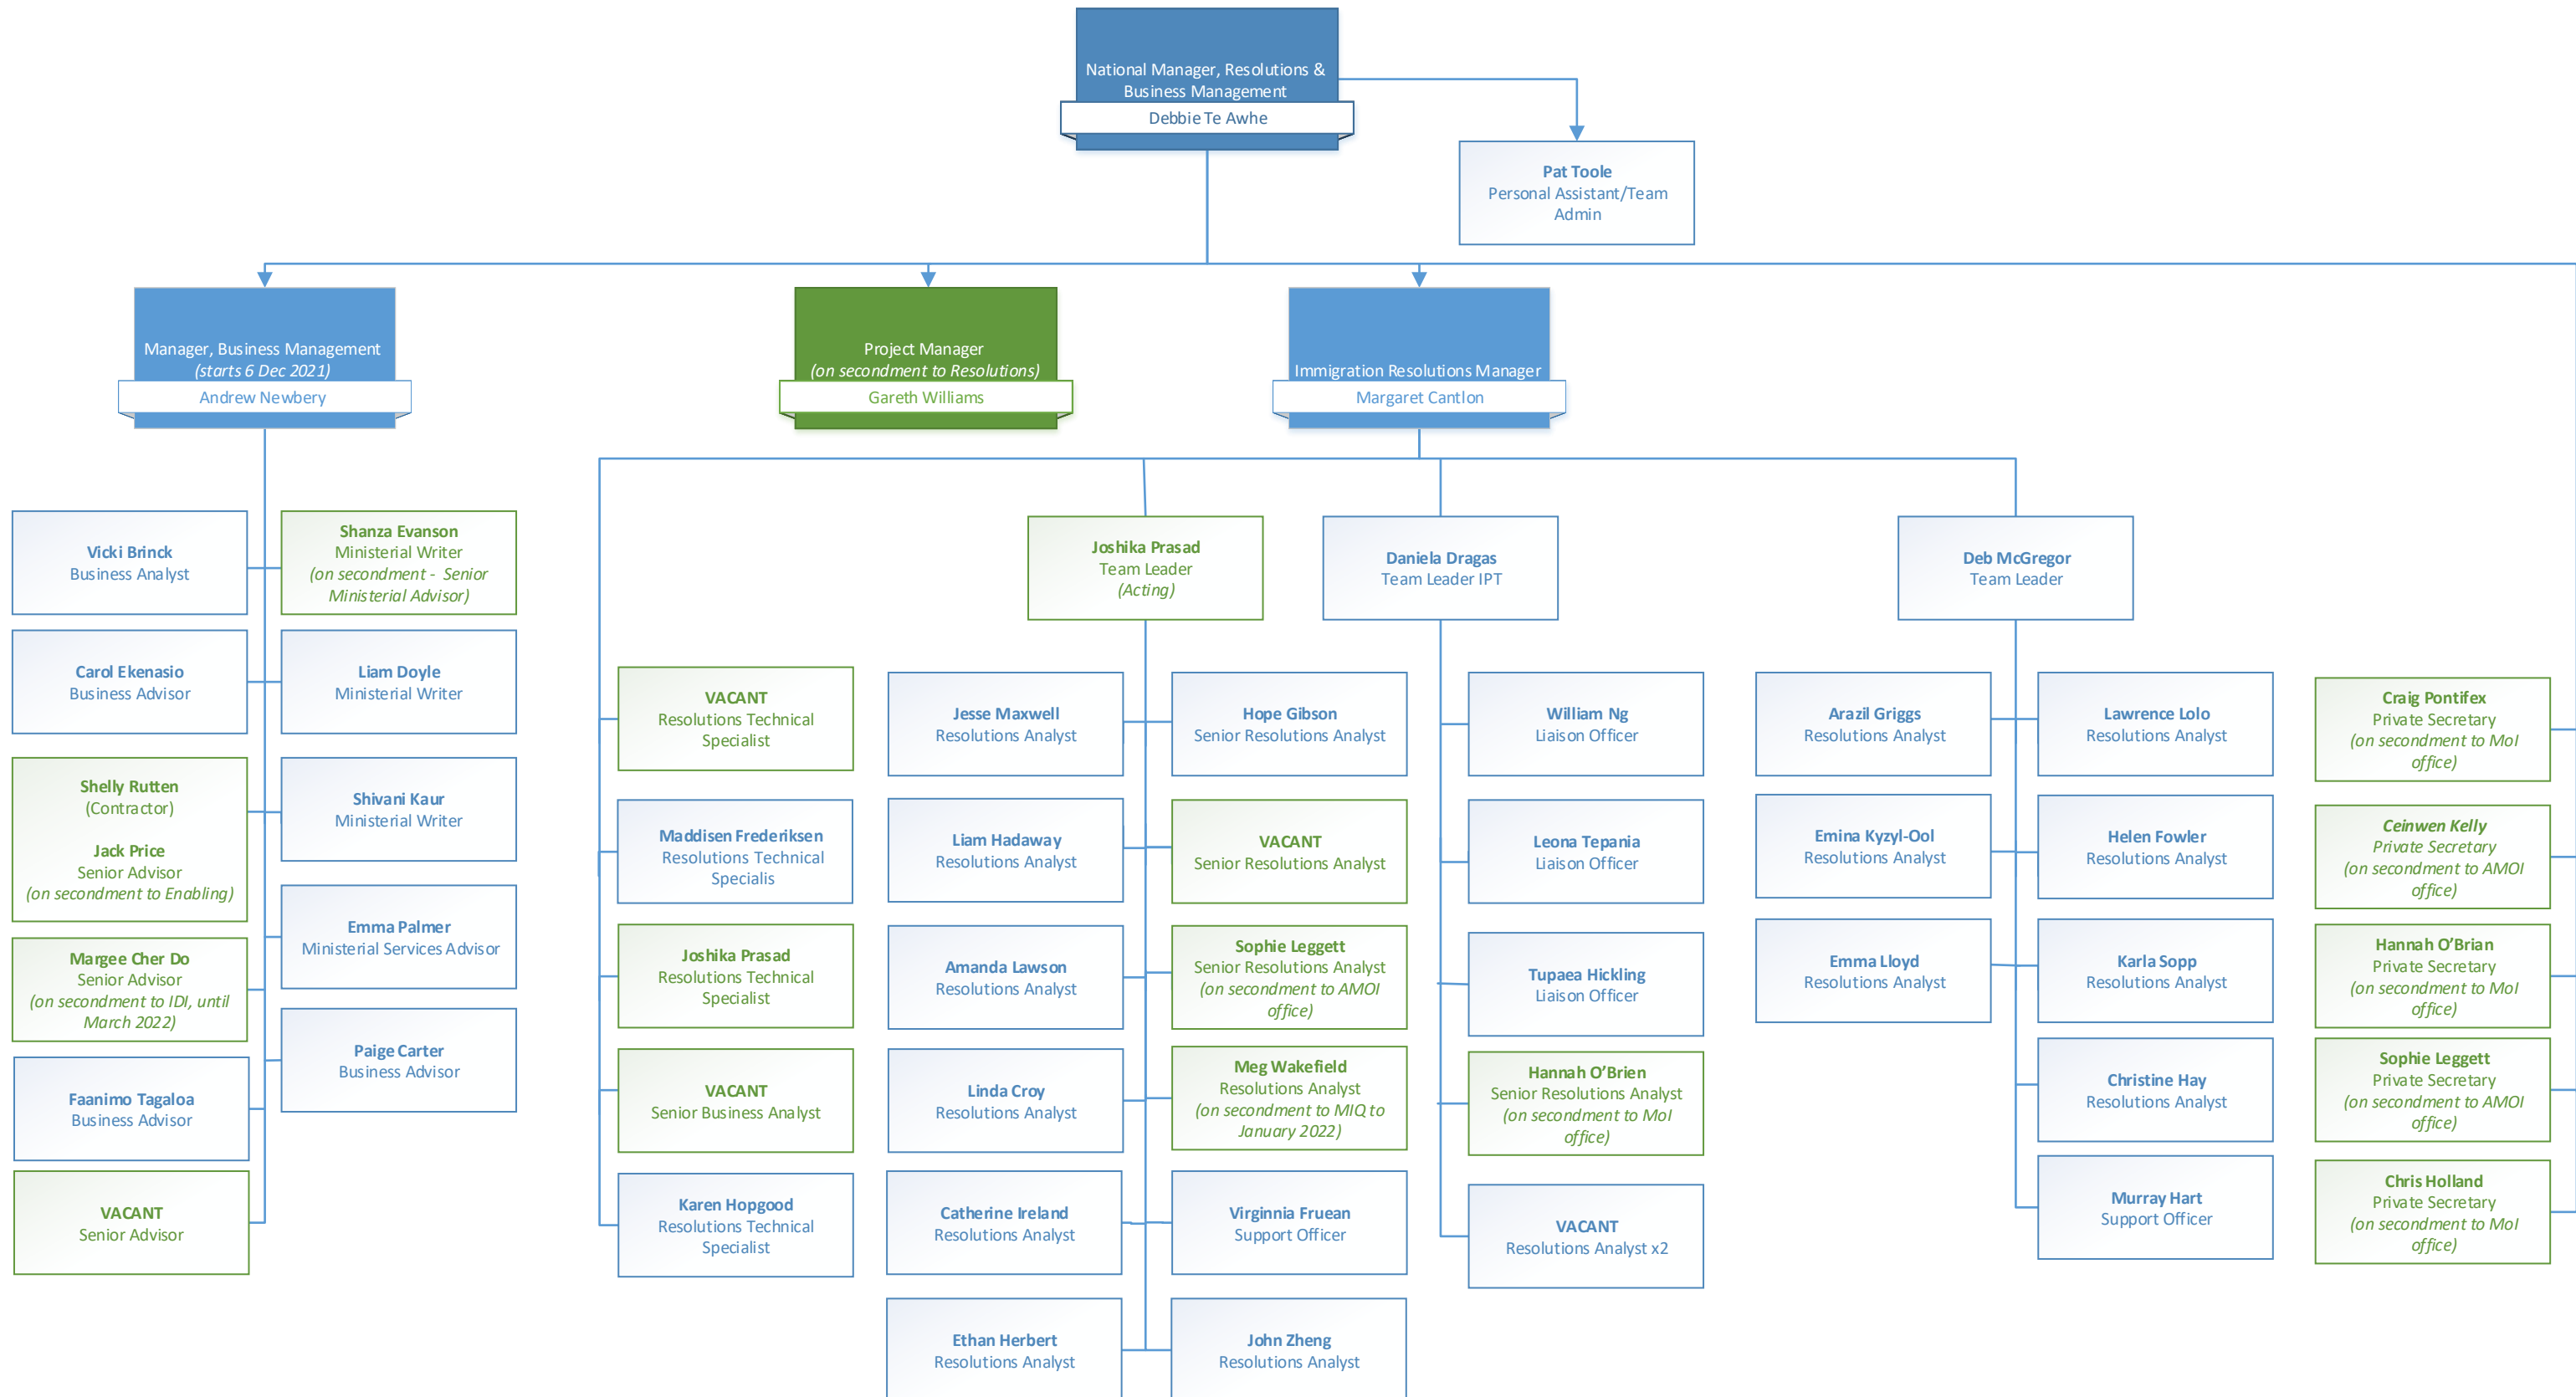 National Manager, Resolutions &
Business Management
Debbie Te Awhe
Pat Toole
Personal Assistant/Team
Admin
Manager, Business Management
(starts 6 Dec 2021)
Andrew Newbery
Project Manager
(on secondment to Resolutions)
Gareth Williams
Immigration Resolutions Manager
Margaret Cantlon
Vicki Brinck
Business Analyst
Shanza Evanson
Ministerial Writer
(on secondment - Senior
Ministerial Advisor)
Carol Ekenasio
Business Advisor
Liam Doyle
Ministerial Writer
Shelly Rutten
(Contractor)
Jack Price
Senior Advisor
(on secondment to Enabling)
Shivani Kaur
Ministerial Writer
Emma Palmer
Ministerial Services Advisor
Margee Cher Do
Senior Advisor
(on secondment to IDI, until
March 2022)
Paige Carter
Business Advisor
Faanimo Tagaloa
Business Advisor
VACANT
Senior Advisor
VACANT
Resolutions Technical
Specialist
Maddisen Frederiksen
Resolutions Technical
Specialis
Joshika Prasad
Resolutions Technical
Specialist
VACANT
Senior Business Analyst
Karen Hopgood
Resolutions Technical
Specialist
Joshika Prasad
Team Leader
(Acting)
Jesse Maxwell
Resolutions Analyst
Hope Gibson
Senior Resolutions Analyst
Liam Hadaway
Resolutions Analyst
VACANT
Senior Resolutions Analyst
Amanda Lawson
Resolutions Analyst
Sophie Leggett
Senior Resolutions Analyst
(on secondment to AMOI
office)
Linda Croy
Resolutions Analyst
Meg Wakefield
Resolutions Analyst
(on secondment to MIQ to
January 2022)
Catherine Ireland
Resolutions Analyst
Virginnia Fruean
Support Officer
Ethan Herbert
Resolutions Analyst
John Zheng
Resolutions Analyst
Daniela Dragas
Team Leader IPT
William Ng
Liaison Officer
Leona Tepania
Liaison Officer
Tupaea Hickling
Liaison Officer
Hannah O’Brien
Senior Resolutions Analyst
(on secondment to MoI
office)
VACANT
Resolutions Analyst x2
Deb McGregor
Team Leader
Arazil Griggs
Resolutions Analyst
Lawrence Lolo
Resolutions Analyst
Emina Kyzyl-Ool
Resolutions Analyst
Helen Fowler
Resolutions Analyst
Emma Lloyd
Resolutions Analyst
Karla Sopp
Resolutions Analyst
Christine Hay
Resolutions Analyst
Murray Hart
Support Officer
Craig Pontifex
Private Secretary
(on secondment to MoI
office)
Ceinwen Kelly
Private Secretary
(on secondment to AMOI
office)
Hannah O’Brian
Private Secretary
(on secondment to MoI
office)
Sophie Leggett
Private Secretary
(on secondment to AMOI
office)
Chris Holland
Private Secretary
(on secondment to MoI
office)